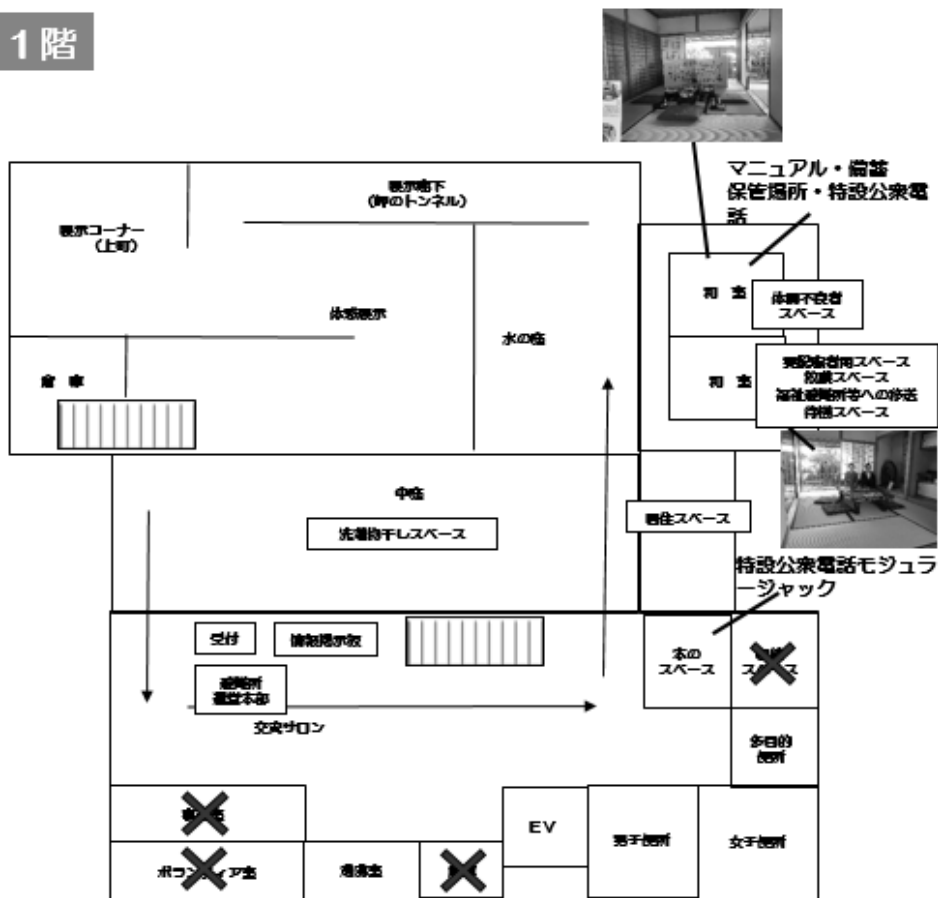 1階
マニュアル・備蓄
保管場所・特設公衆電
話
展示廊下
(岬のトンネル)
展示コーナー
(上町)
体感展示
水の座
倉 庫
和 室
体調不良者
スペース
和 室
要配慮者用スペース
救護スペース
福祉避難所等への移送
待機スペース
中座
洗濯物干しスペース
居住スペース
特設公衆電話モジュラ
ージャック
受付
情報掲示板
本の
スペース
避難所
運営本部
交流サロン
多目的
便所
EV
男子便所
女子便所
湯沸室